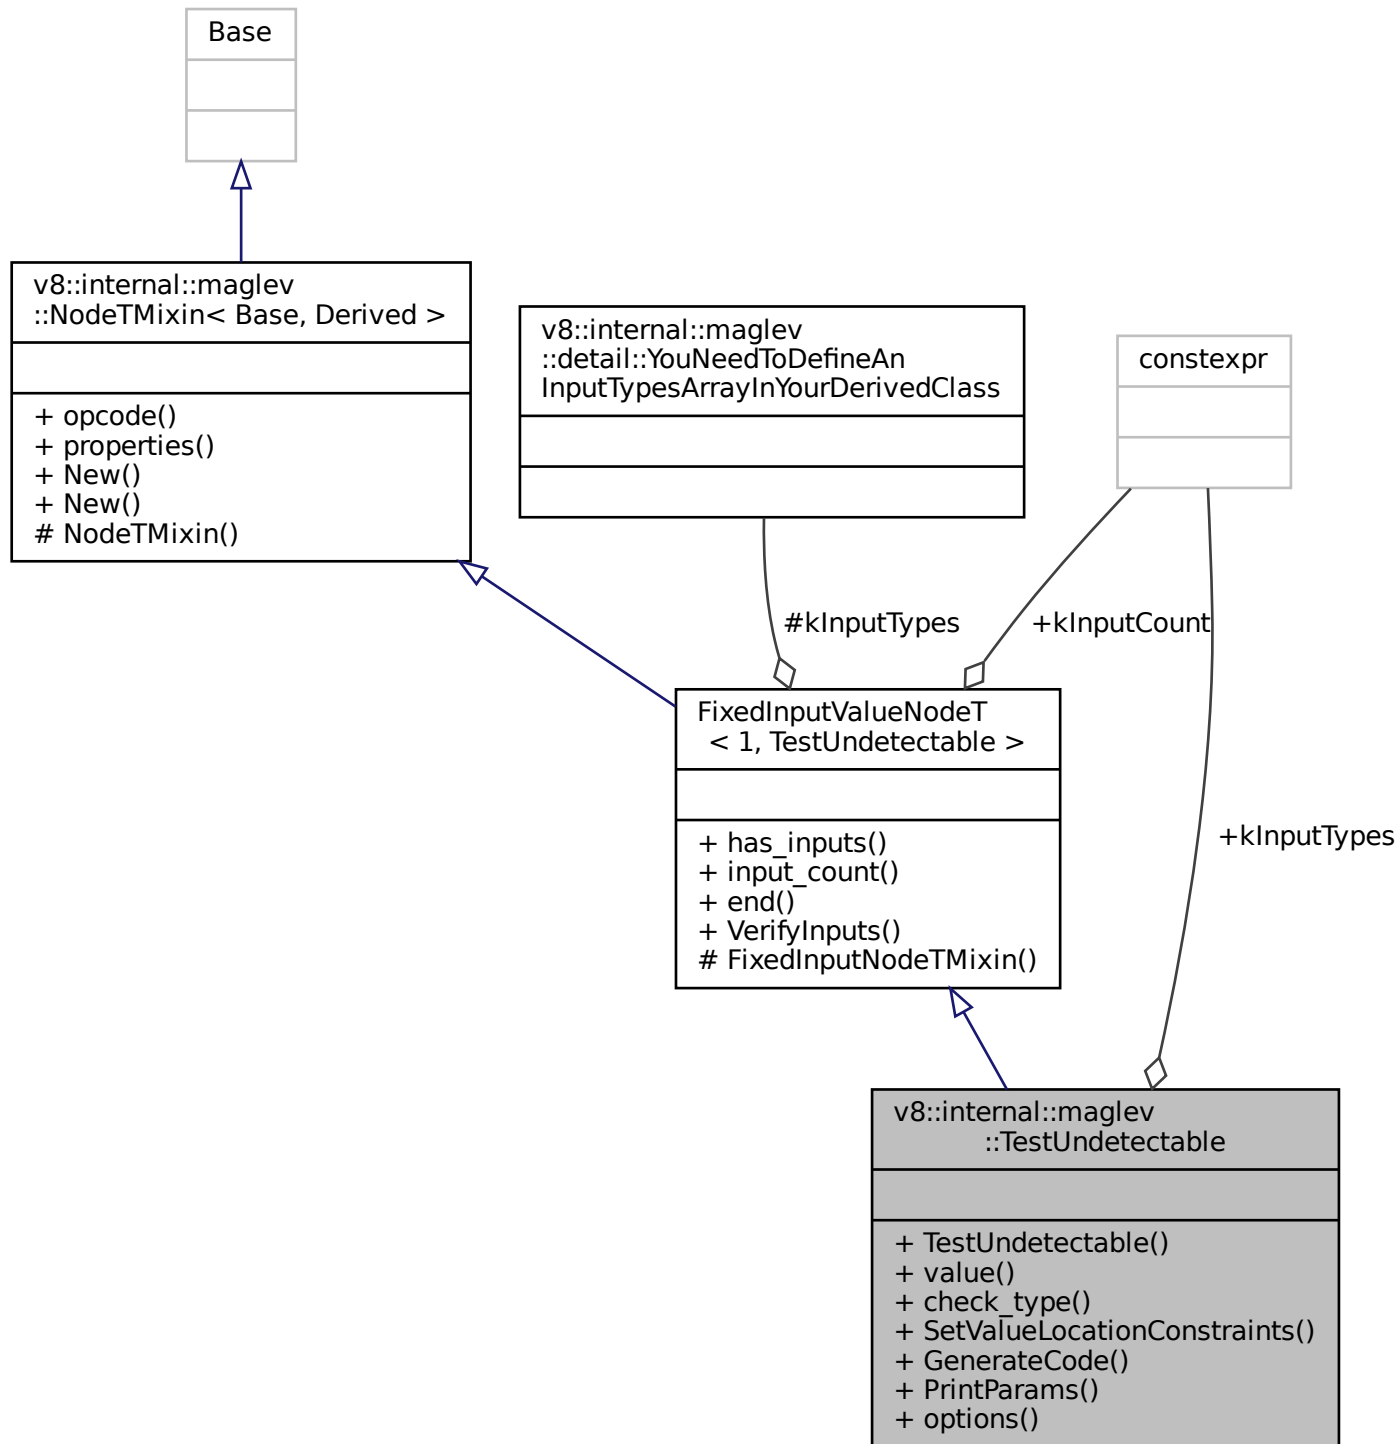 Base
v8::internal::maglev
::NodeTMixin< Base, Derived >
+ opcode()
+ properties()
+ New()
+ New()
# NodeTMixin()
v8::internal::maglev
::detail::YouNeedToDefineAn
InputTypesArrayInYourDerivedClass
constexpr
#kInputTypes
+kInputCount
FixedInputValueNodeT
< 1, TestUndetectable >
+ has_inputs()
+ input_count()
+ end()
+ VerifyInputs()
# FixedInputNodeTMixin()
+kInputTypes
v8::internal::maglev
::TestUndetectable
+ TestUndetectable()
+ value()
+ check_type()
+ SetValueLocationConstraints()
+ GenerateCode()
+ PrintParams()
+ options()